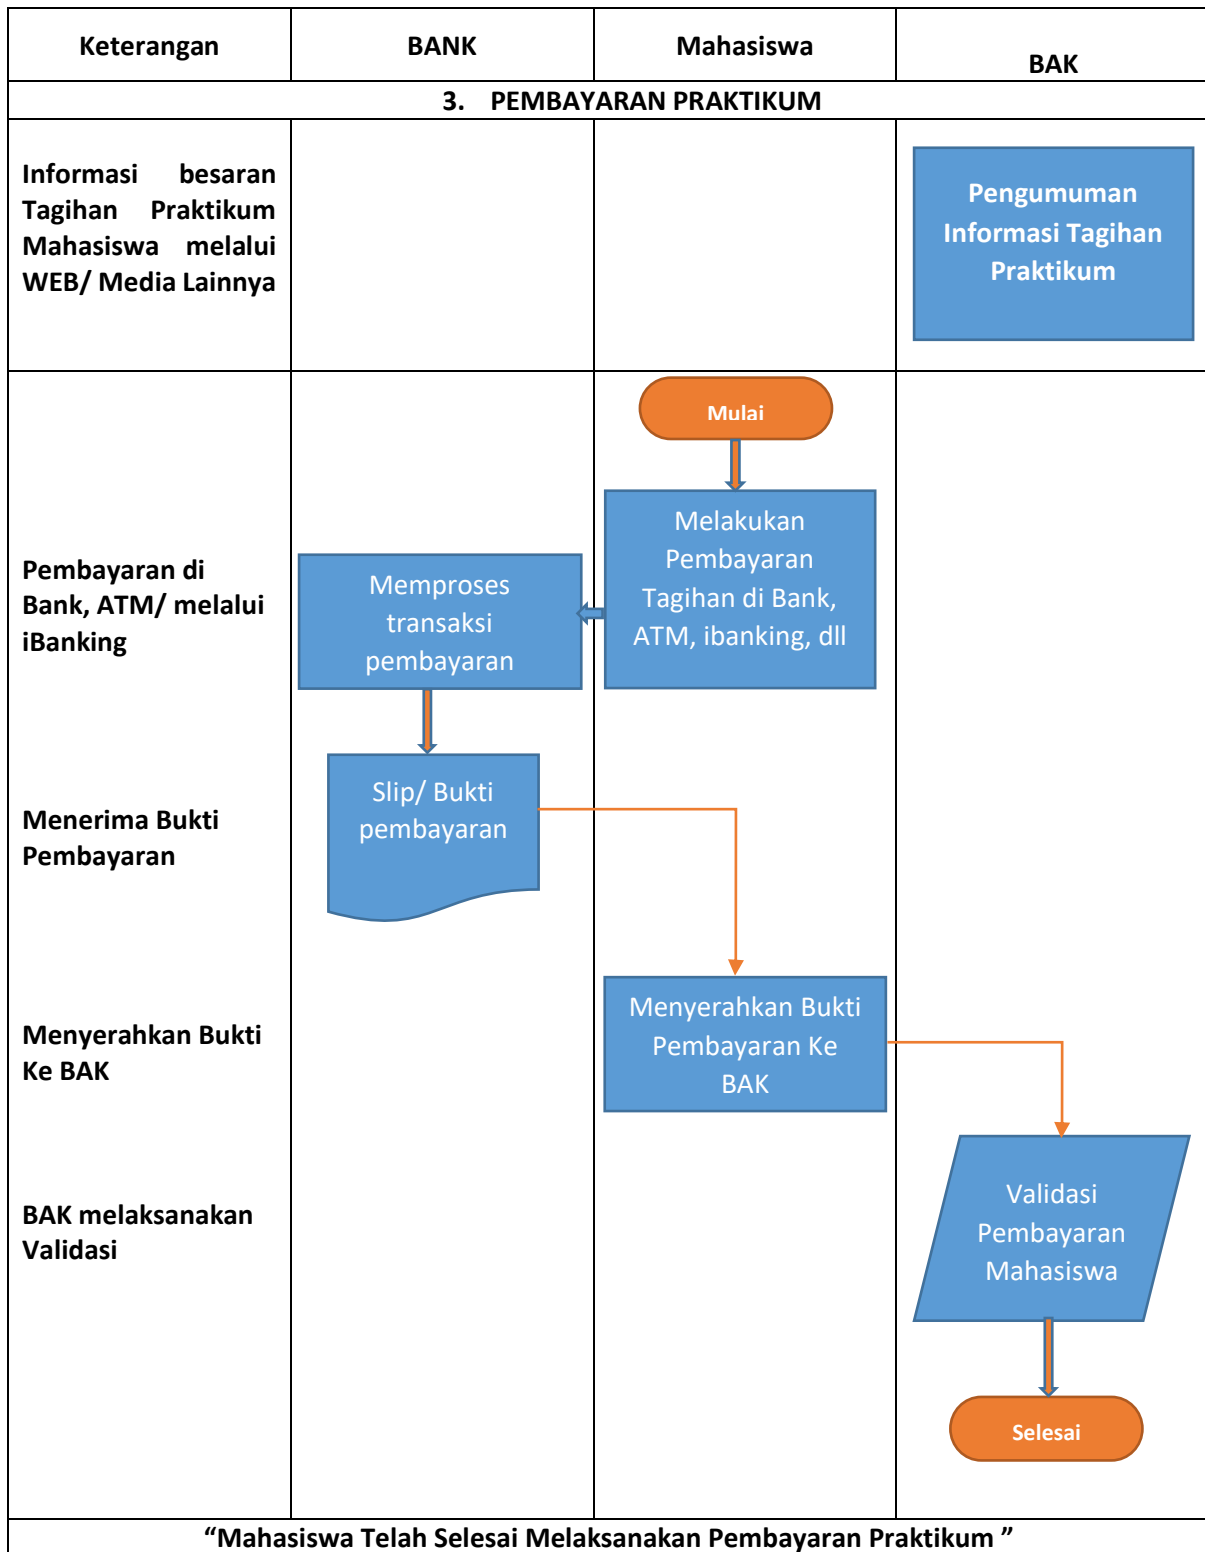 Keterangan
BANK
Mahasiswa
BAK
3. PEMBAYARAN PRAKTIKUM
Informasi besaran
Tagihan Praktikum
Mahasiswa melalui
WEB/ Media Lainnya
Pengumuman
Informasi Tagihan
Praktikum
Mulai
Melakukan
Pembayaran
Tagihan di Bank,
ATM, ibanking, dll
Pembayaran di
Bank, ATM/ melalui
iBanking
Memproses
transaksi
pembayaran
Slip/ Bukti
pembayaran
Menerima Bukti
Pembayaran
Menyerahkan Bukti
Ke BAK
Menyerahkan Bukti
Pembayaran Ke
BAK
BAK melaksanakan
Validasi
Validasi
Pembayaran
Mahasiswa
Selesai
“Mahasiswa Telah Selesai Melaksanakan Pembayaran Praktikum ”